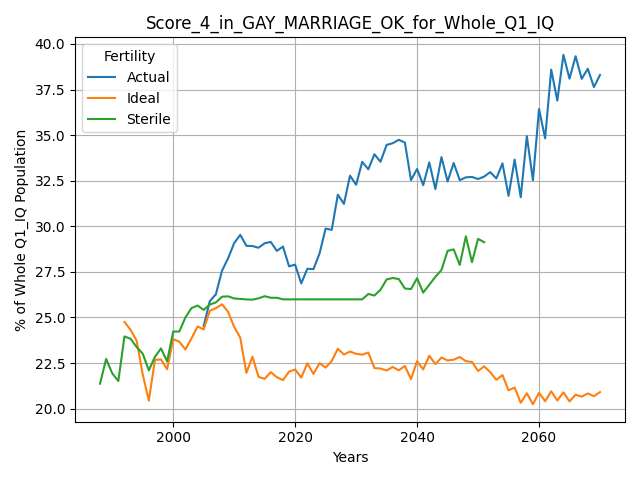 Score_4_in_GAY_MARRIAGE_OK_for_Whole_Q1_IQ
Fertility
Actual
Ideal
Sterile
% of Whole Q1_IQ Population
40.0
37.5
35.0
32.5
30.0
27.5
25.0
22.5
20.0
2000
2020
2040
2060
Years